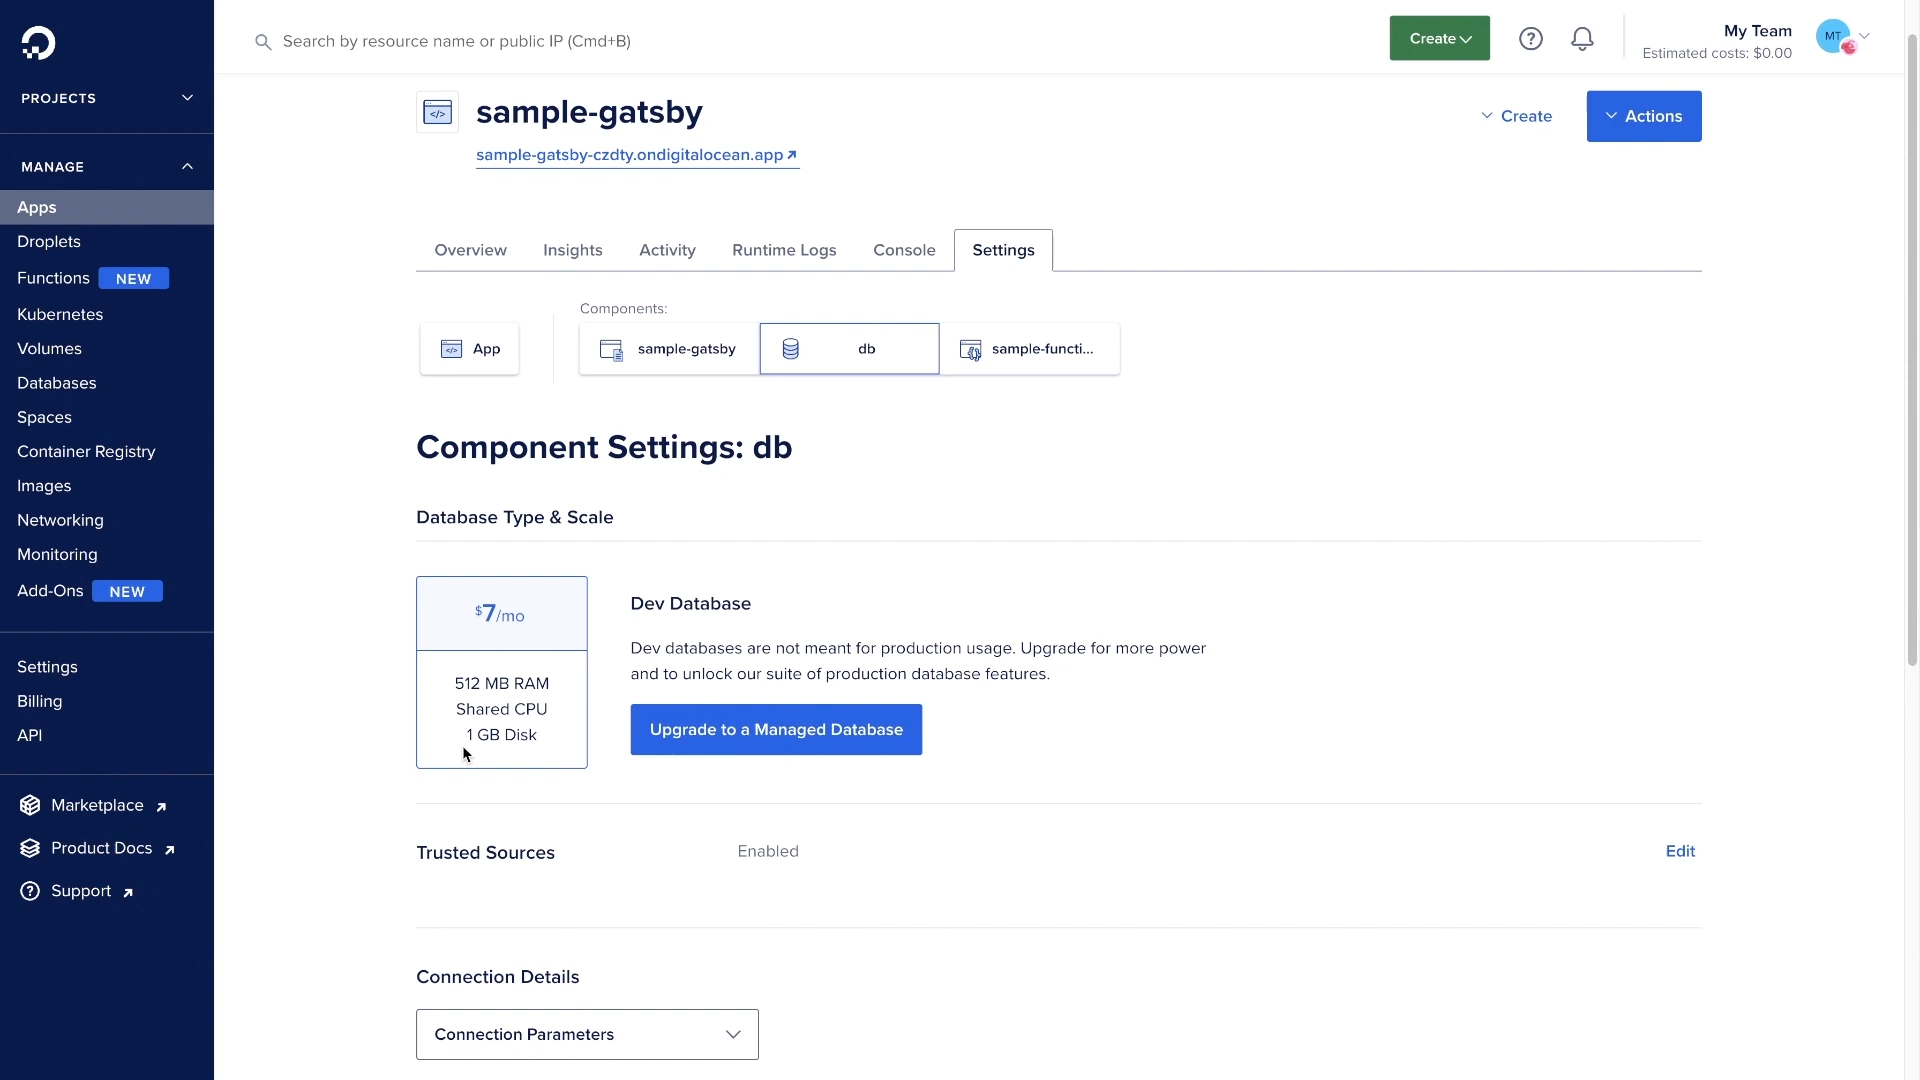 Search by resource name or public IP (Cmd+B)
Create
My Team
Estimated costs: $0.00
MT
PROJECTS
MANAGE
Apps
Droplets
Functions NEW
Kubernetes
Volumes
Databases
Spaces
Container Registry
Images
Networking
Monitoring
Add-Ons NEW
Settings
Billing
API
Marketplace
Product Docs
Support
sample-gatsby
sample-gatsby-czdty.ondigitalocean.app
Create
Actions
Overview
Insights
Activity
Runtime Logs
Console
Settings
Components:
App
sample-gatsby
db
sample-functi...
Component Settings: db
Database Type & Scale
$7/mo
512 MB RAM
Shared CPU
1 GB Disk
Dev Database
Dev databases are not meant for production usage. Upgrade for more power
and to unlock our suite of production database features.
Upgrade to a Managed Database
Trusted Sources
Enabled
Edit
Connection Details
Connection Parameters